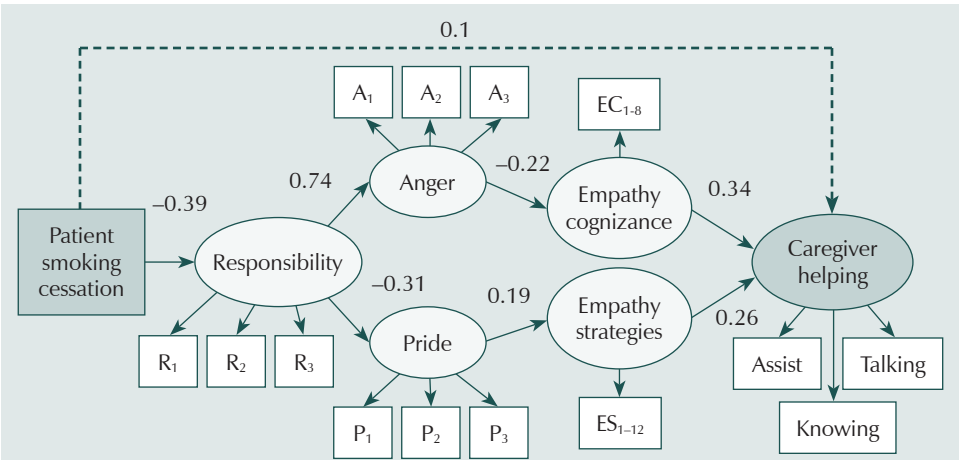 0.1
A₁
A₂
A₃
EC₁₋₈
−0.22
0.74
Anger
−0.39
Empathy
cognizance
0.34
Patient
smoking
cessation
Responsibility
Caregiver
helping
−0.31
0.19
Empathy
strategies
0.26
Pride
R₁
R₂
R₃
Assist
Talking
P₁
P₂
P₃
ES₁₋₁₂
Knowing